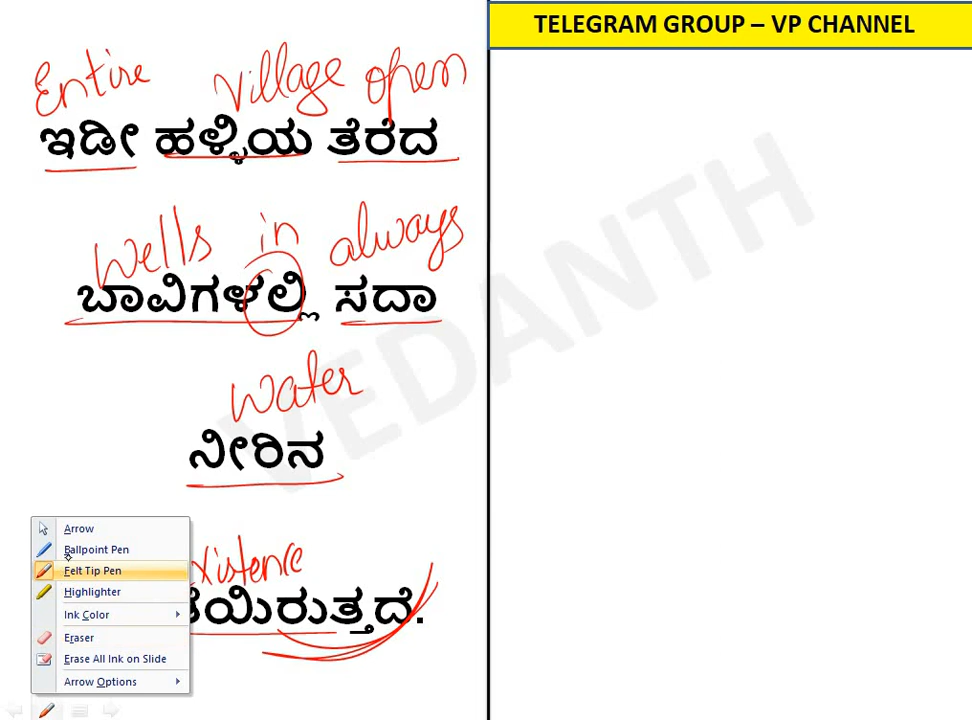 TELEGRAM GROUP – VP CHANNEL
Entire village open
ಇಡೀ ಹಳ್ಳಿಯ ತೆರೆದ
wells in always
ಬಾವಿಗಳಲ್ಲಿ ಸದಾ
water
ನೀರಿನ
xistence
ಯಿರುತ್ತದೆ.
VEDANTH
Arrow
Ballpoint Pen
Felt Tip Pen
Highlighter
Ink Color
Eraser
Erase All Ink on Slide
Arrow Options